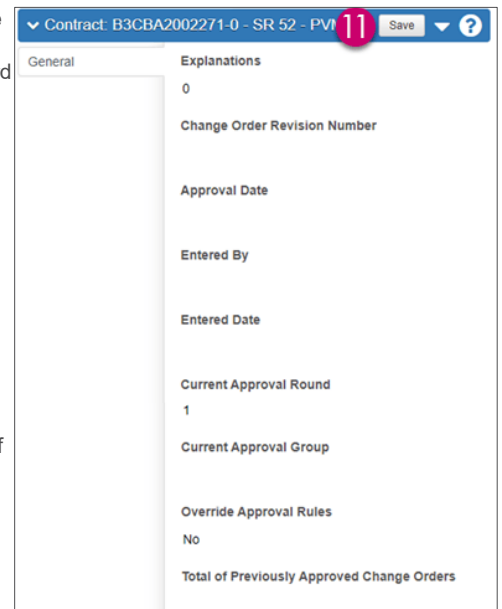 Contract: B3CBA2002271-0 - SR 52 - PVM 11 Save ?
General
Explanations
0
Change Order Revision Number
Approval Date
Entered By
Entered Date
Current Approval Round
1
Current Approval Group
Override Approval Rules
No
Total of Previously Approved Change Orders